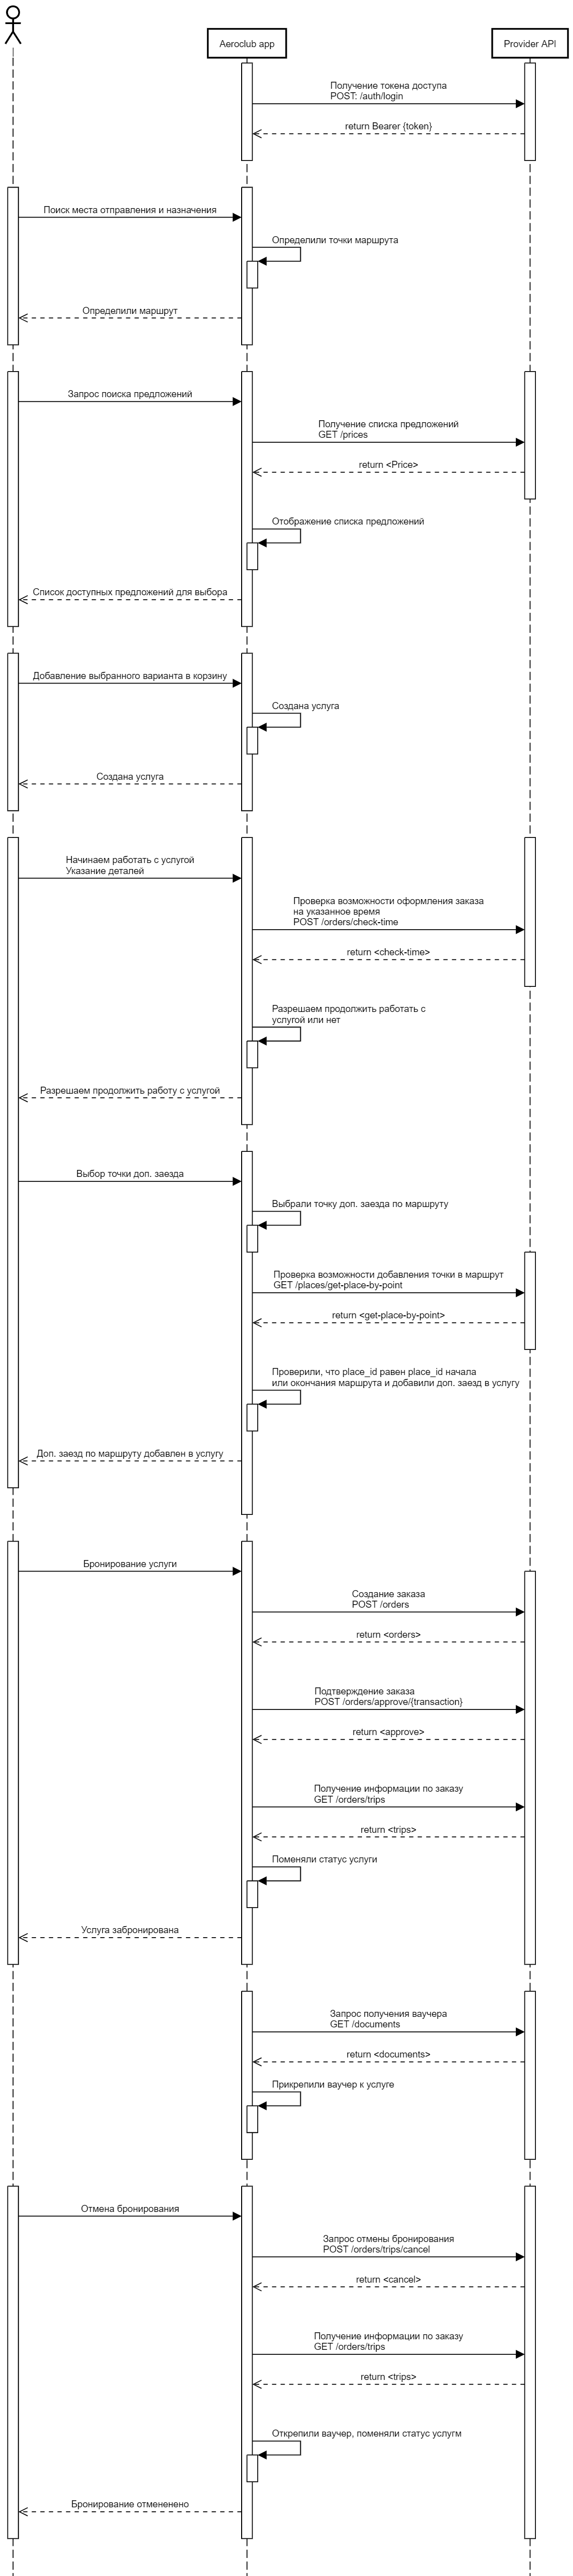 Aeroclub app
Provider API
Получение токена доступа
POST: /auth/login
return Bearer {token}
Поиск места отправления и назначения
Определили точки маршрута
Определили маршрут
Запрос поиска предложений
Получение списка предложений
GET /prices
return <Price>
Отображение списка предложений
Список доступных предложений для выбора
Добавление выбранного варианта в корзину
Создана услуга
Создана услуга
Начинаем работать с услугой
Указание деталей
Проверка возможности оформления заказа
на указанное время
POST /orders/check-time
return <check-time>
Разрешаем продолжить работать с
услугой или нет
Разрешаем продолжить работу с услугой
Выбор точки доп. заезда
Выбрали точку доп. заезда по маршруту
Проверка возможности добавления точки в маршрут
GET /places/get-place-by-point
return <get-place-by-point>
Проверили, что place_id равен place_id начала
или окончания маршрута и добавили доп. заезд в услугу
Доп. заезд по маршруту добавлен в услугу
Бронирование услуги
Создание заказа
POST /orders
return <orders>
Подтверждение заказа
POST /orders/approve/{transaction}
return <approve>
Получение информации по заказу
GET /orders/trips
return <trips>
Поменяли статус услуги
Услуга забронирована
Запрос получения ваучера
GET /documents
return <documents>
Прикрепили ваучер к услуге
Отмена бронирования
Запрос отмены бронирования
POST /orders/trips/cancel
return <cancel>
Получение информации по заказу
GET /orders/trips
return <trips>
Открепили ваучер, поменяли статус услугм
Бронирование отмененено